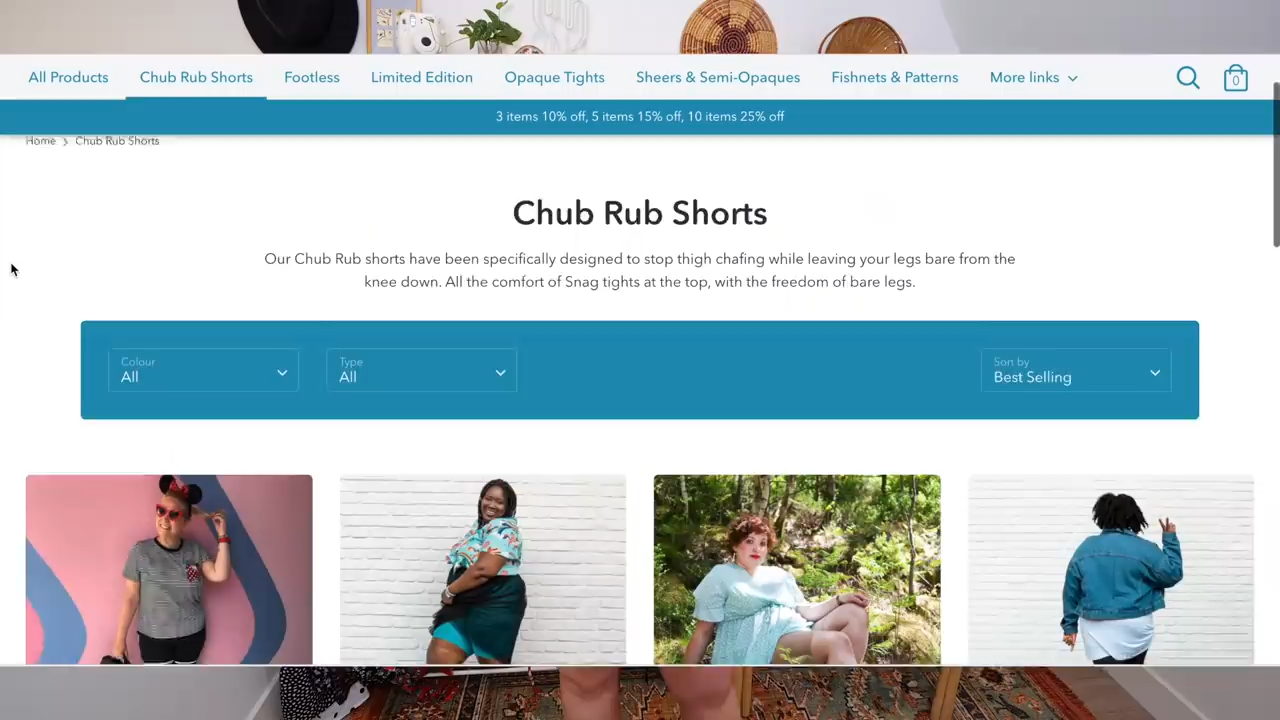 All Products Chub Rub Shorts Footless Limited Edition Opaque Tights Sheers & Semi-Opaques Fishnets & Patterns More links 0
3 items 10% off, 5 items 15% off, 10 items 25% off
Home > Chub Rub Shorts
Chub Rub Shorts
Our Chub Rub shorts have been specifically designed to stop thigh chafing while leaving your legs bare from the
knee down. All the comfort of Snag tights at the top, with the freedom of bare legs.
Colour Type Sort by
All All Best Selling